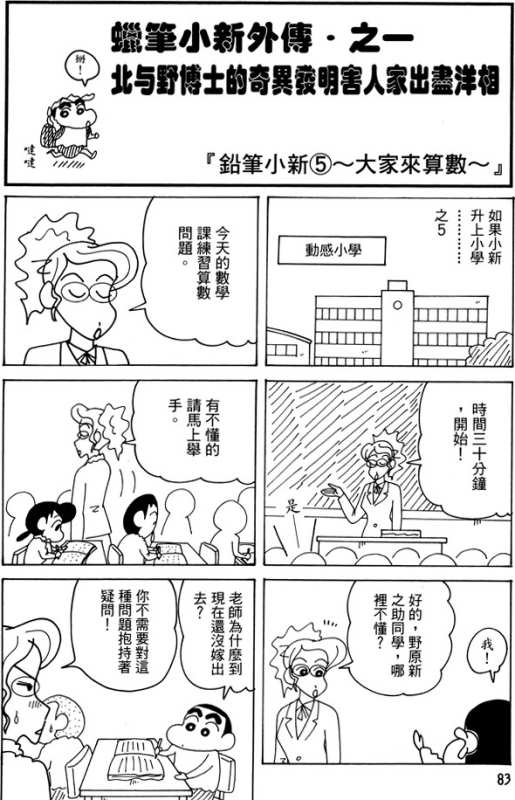 蠟筆小新外傳‧之一
北与野博士的奇異發明害人家出盡洋相
掰！
噠噠
『鉛筆小新⑤～大家來算數～』
如果小新
升上小學
…………
之5
動感小學
今天的數學
課練習算數
問題。
時間三十分鐘
，開始！
是
有不懂的
請馬上舉
手。
我！
好的，野原新
之助同學，哪
裡不懂？
老師為什麼到
現在還沒嫁出
去？
你不需要對這
種問題抱持著
疑問！
83